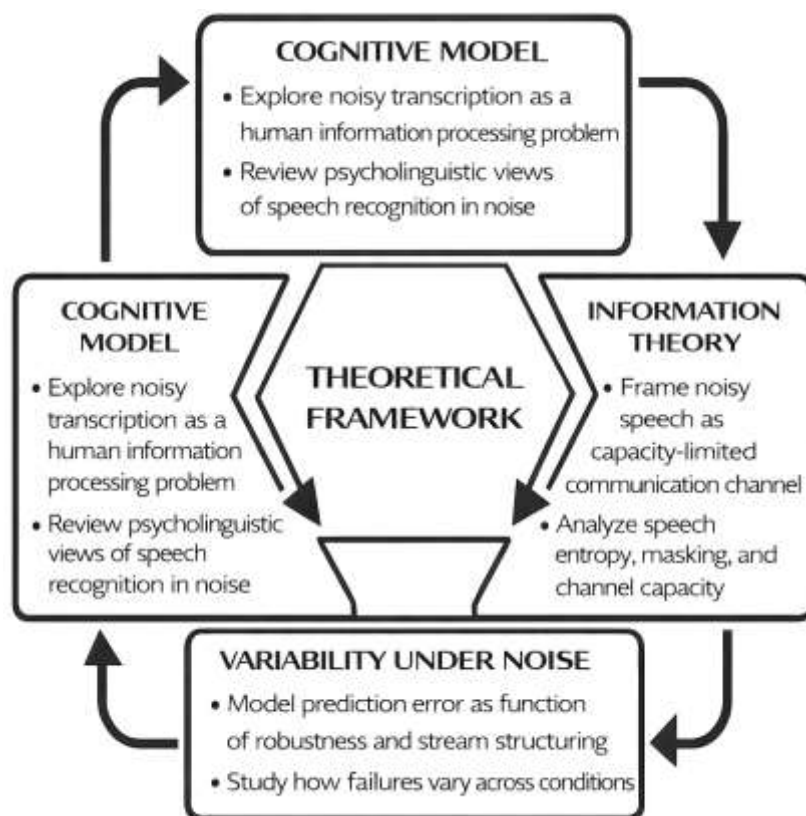 COGNITIVE MODEL
• Explore noisy transcription as a
human information processing problem
• Review psycholinguistic views
of speech recognition in noise
COGNITIVE
MODEL
• Explore noisy
transcription as a
human information
processing problem
• Review psycholinguistic
views of speech
recognition in noise
THEORETICAL
FRAMEWORK
INFORMATION
THEORY
• Frame noisy
speech as
capacity-limited
communication channel
• Analyze speech
entropy, masking, and
channel capacity
VARIABILITY UNDER NOISE
• Model prediction error as function
of robustness and stream structuring
• Study how failures vary across conditions